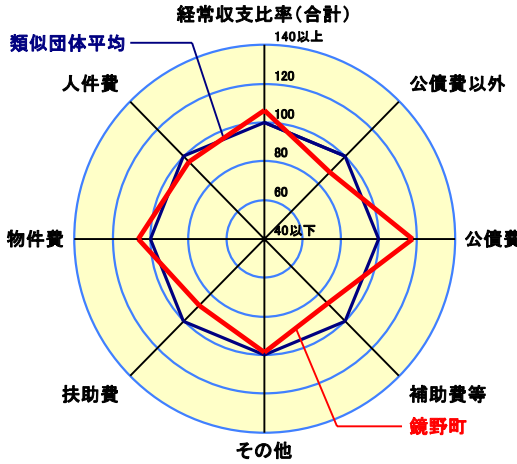 経常収支比率(合計)
140以上
類似団体平均
人件費
120
公債費以外
100
80
60
物件費
40以下
公債費
扶助費
補助費等
鏡野町
その他